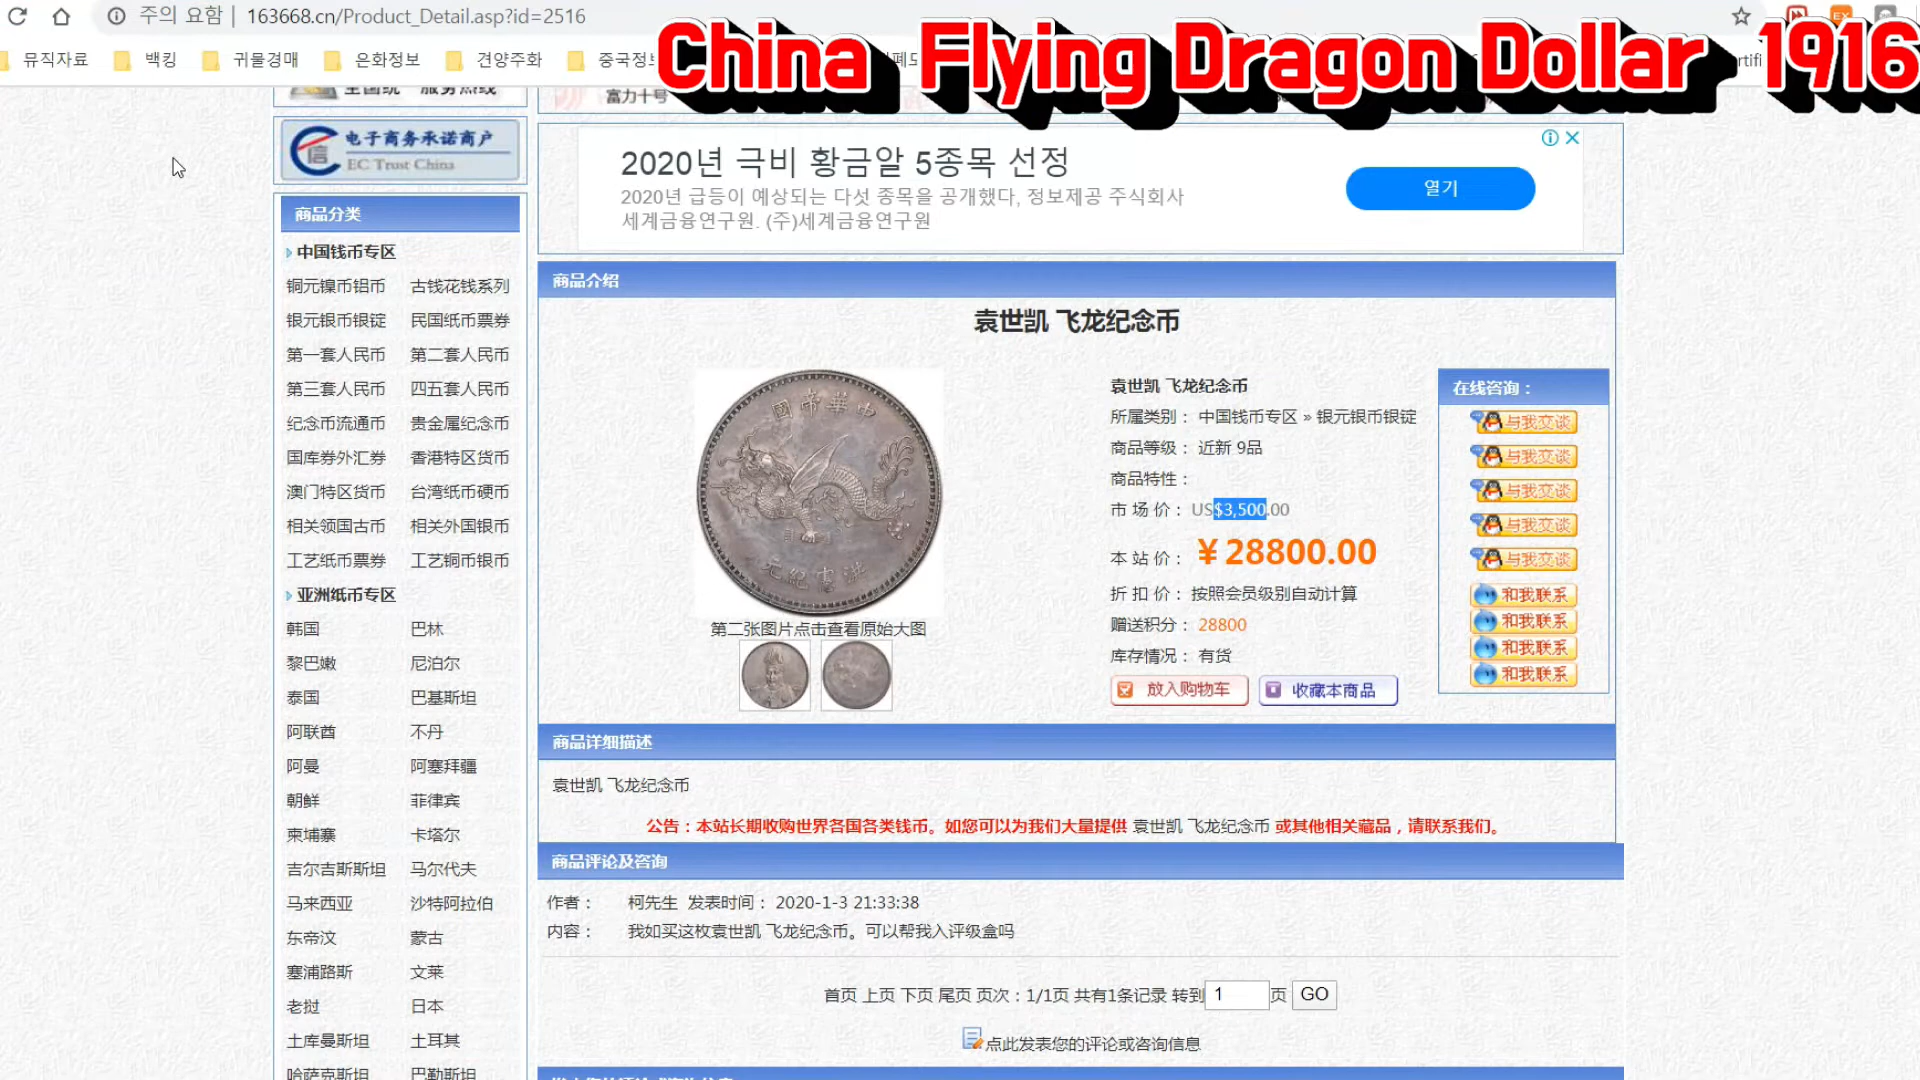 주의 요함 | 163668.cn/Product_Detail.asp?id=2516
China Flying Dragon Dollar 1916
뮤직자료 백킹 귀물경매 은화정보 견양주화
富力十号
电子商务承诺商户
EC Trust China
2020년 극비 황금알 5종목 선정
2020년 급등이 예상되는 다섯 종목을 공개했다, 정보제공 주식회사
세계금융연구원. (주)세계금융연구원
열기
商品分类
中国钱币专区
铜元镍币铝币 古钱花钱系列
银元银币银锭 民国纸币票券
第一套人民币 第二套人民币
第三套人民币 四五套人民币
纪念币流通币 贵金属纪念币
国库券外汇券 香港特区货币
澳门特区货币 台湾纸币硬币
相关领国古币 相关外国银币
工艺纸币票券 工艺铜币银币
亚洲纸币专区
韩国 巴林
黎巴嫩 尼泊尔
泰国 巴基斯坦
阿联酋 不丹
阿曼 阿塞拜疆
朝鲜 菲律宾
柬埔寨 卡塔尔
吉尔吉斯斯坦 马尔代夫
马来西亚 沙特阿拉伯
东帝汶 蒙古
塞浦路斯 文莱
老挝 日本
土库曼斯坦 土耳其
哈萨克斯坦 巴勒斯坦
商品介绍
袁世凯 飞龙纪念币
國帝華中
元紀憲洪
第二张图片点击查看原始大图
袁世凯 飞龙纪念币
所属类别： 中国钱币专区 » 银元银币银锭
商品等级： 近新 9品
商品特性：
市 场 价： US$3,500.00
本 站 价： ￥28800.00
折 扣 价： 按照会员级别自动计算
赠送积分： 28800
库存情况： 有货
放入购物车 收藏本商品
在线咨询：
与我交谈
与我交谈
与我交谈
与我交谈
与我交谈
和我联系
和我联系
和我联系
和我联系
商品详细描述
袁世凯 飞龙纪念币
公告：本站长期收购世界各国各类钱币。如您可以为我们大量提供 袁世凯 飞龙纪念币 或其他相关藏品，请联系我们。
商品评论及咨询
作者： 柯先生 发表时间： 2020-1-3 21:33:38
内容： 我如买这枚袁世凯 飞龙纪念币。可以帮我入评级盒吗
首页 上页 下页 尾页 页次：1/1页 共有1条记录 转到 1 页 GO
点此发表您的评论或咨询信息